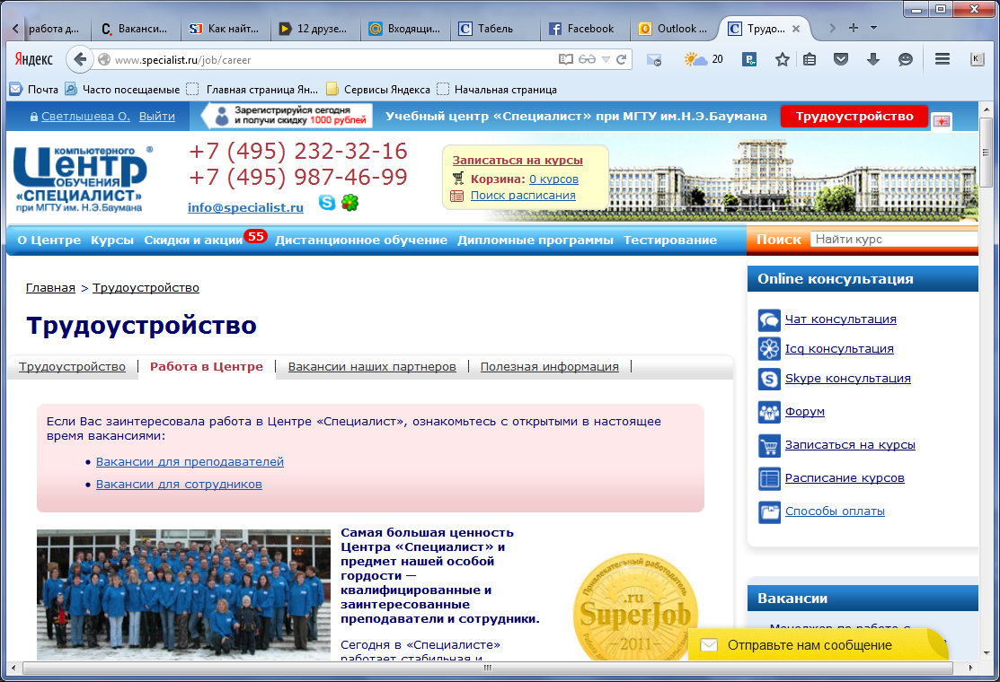 работа д...
Ваканси...
Как найт...
12 друзе...
Входящи...
Табель
Facebook
Outlook ...
Трудо...
Яндекс
www.specialist.ru/job/career
20
Почта
Часто посещаемые
Главная страница Ян...
Сервисы Яндекса
Начальная страница
Светлышева О. Выйти
Зарегистрируйся сегодня
и получи скидку 1000 рублей
Учебный центр «Специалист» при МГТУ им.Н.Э.Баумана
Трудоустройство
компьютерного
Центр
обучения
«СПЕЦИАЛИСТ»
при МГТУ им. Н.Э.Баумана
+7 (495) 232-32-16
+7 (495) 987-46-99
info@specialist.ru
Записаться на курсы
Корзина: 0 курсов
Поиск расписания
О Центре Курсы Скидки и акции 55 Дистанционное обучение Дипломные программы Тестирование
Поиск Найти курс
Главная > Трудоустройство
Трудоустройство
Трудоустройство | Работа в Центре | Вакансии наших партнеров | Полезная информация |
Если Вас заинтересовала работа в Центре «Специалист», ознакомьтесь с открытыми в настоящее
время вакансиями:
• Вакансии для преподавателей
• Вакансии для сотрудников
Самая большая ценность
Центра «Специалист» и
предмет нашей особой
гордости —
квалифицированные и
заинтересованные
преподаватели и сотрудники.
Сегодня в «Специалисте»
работает стабильная и
Привлекательный работодатель
.ru
SuperJob
2011
Online консультация
Чат консультация
Icq консультация
Skype консультация
Форум
Записаться на курсы
Расписание курсов
Способы оплаты
Вакансии
Менеджер по работе с
Отправьте нам сообщение